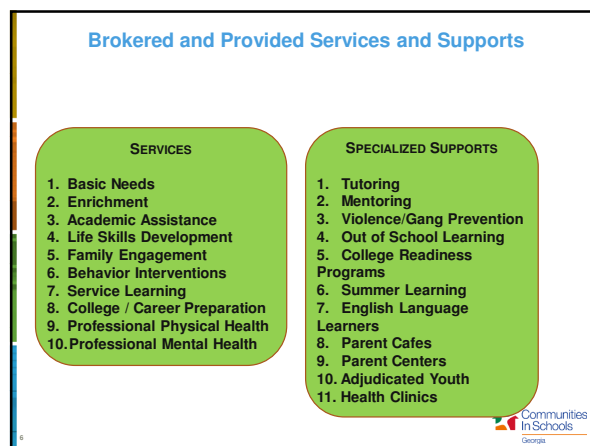 Brokered and Provided Services and Supports
SERVICES
1. Basic Needs
2. Enrichment
3. Academic Assistance
4. Life Skills Development
5. Family Engagement
6. Behavior Interventions
7. Service Learning
8. College / Career Preparation
9. Professional Physical Health
10. Professional Mental Health
SPECIALIZED SUPPORTS
1. Tutoring
2. Mentoring
3. Violence/Gang Prevention
4. Out of School Learning
5. College Readiness
Programs
6. Summer Learning
7. English Language
Learners
8. Parent Cafes
9. Parent Centers
10. Adjudicated Youth
11. Health Clinics
6
Communities
In Schools
Georgia